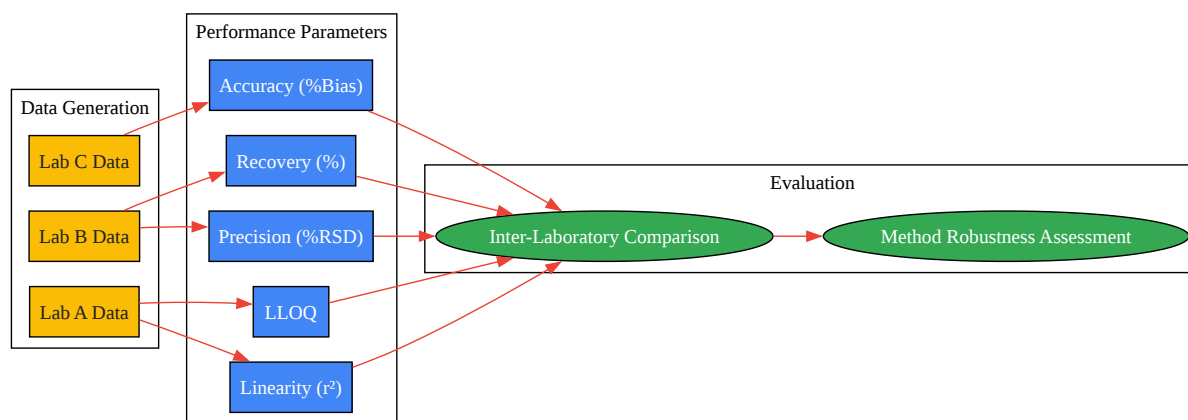 Data Generation
Lab C Data
Lab B Data
Lab A Data
Performance Parameters
Accuracy (%Bias)
Recovery (%)
Precision (%RSD)
LLOQ
Linearity (r²)
Evaluation
Inter-Laboratory Comparison
Method Robustness Assessment